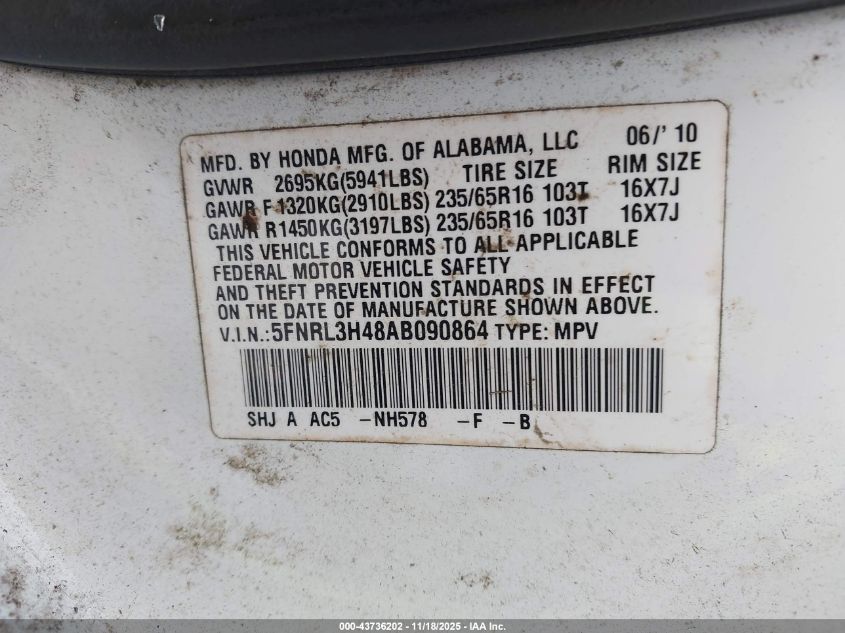 MFD. BY HONDA MFG. OF ALABAMA, LLC 06/'10
GVWR 2695KG(5941LBS) TIRE SIZE RIM SIZE
GAWR F1320KG(2910LBS) 235/65R16 103T 16X7J
GAWR R1450KG(3197LBS) 235/65R16 103T 16X7J
THIS VEHICLE CONFORMS TO ALL APPLICABLE
FEDERAL MOTOR VEHICLE SAFETY
AND THEFT PREVENTION STANDARDS IN EFFECT
ON THE DATE OF MANUFACTURE SHOWN ABOVE.
V.I.N.:5FNRL3H48AB090864 TYPE: MPV
SHJ A AC5 -NH578 -F -B
000-43736202 - 11/18/2025 - IAA Inc.